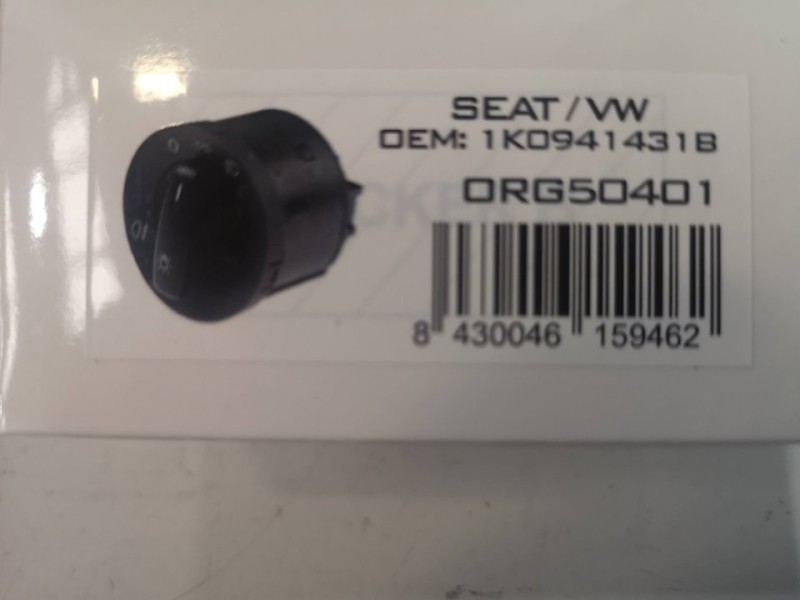 SEAT / VW
OEM: 1K0941431B
ORG50401
8 430046 159462